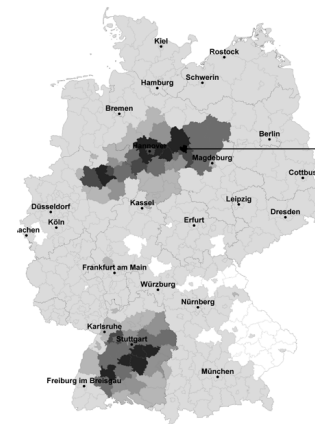 Kiel
Rostock
Schwerin
Hamburg
Bremen
Berlin
Hannover
Magdeburg
Cottbus
Düsseldorf
Kassel
Leipzig
Köln
Erfurt
Dresden
achen
Frankfurt am Main
Würzburg
Nürnberg
Karlsruhe
Stuttgart
München
Freiburg im Breisgau